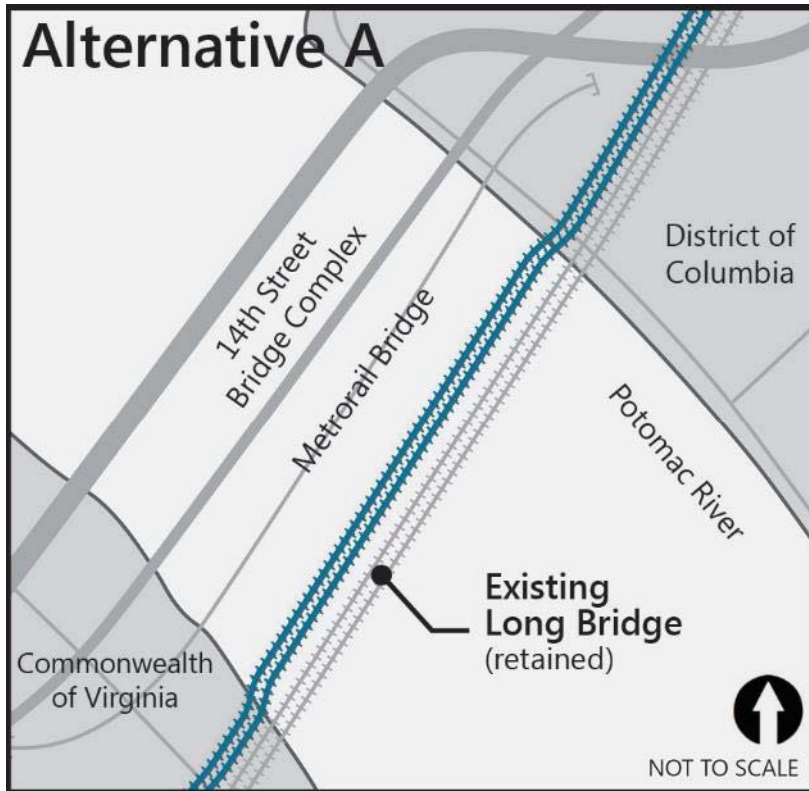 Alternative A
14th Street
Bridge Complex
Metrorail Bridge
District of
Columbia
Potomac River
Existing
Long Bridge
(retained)
Commonwealth
of Virginia
NOT TO SCALE